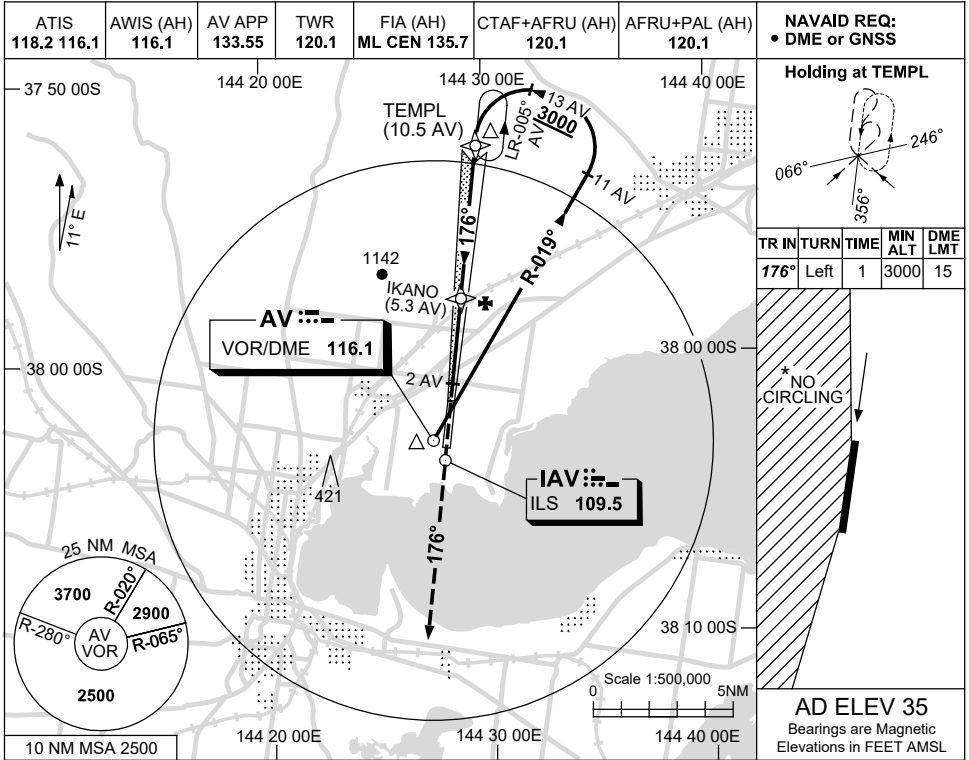 ATIS
118.2 116.1
AWIS (AH)
116.1
AV APP
133.55
TWR
120.1
FIA (AH)
ML CEN 135.7
CTAF+AFRU (AH)
120.1
AFRU+PAL (AH)
120.1
NAVAID REQ:
• DME or GNSS
144 20 00E
144 30 00E
144 40 00E
37 50 00S
TEMPL
(10.5 AV)
LR-005°
AV
13 AV
3000
11 AV
11° E
176°
R-019°
1142
IKANO
(5.3 AV)
AV
VOR/DME 116.1
38 00 00S
38 00 00S
2 AV
421
IAV
ILS 109.5
176°
25 NM MSA
3700
R-020°
2900
R-280°
AV
VOR
R-065°
2500
10 NM MSA 2500
38 10 00S
Scale 1:500,000
0
5NM
144 20 00E
144 30 00E
144 40 00E
Holding at TEMPL
246°
066°
356°
TR IN
TURN
TIME
MIN
ALT
DME
LMT
176°
Left
1
3000
15
* NO
CIRCLING
AD ELEV 35
Bearings are Magnetic
Elevations in FEET AMSL